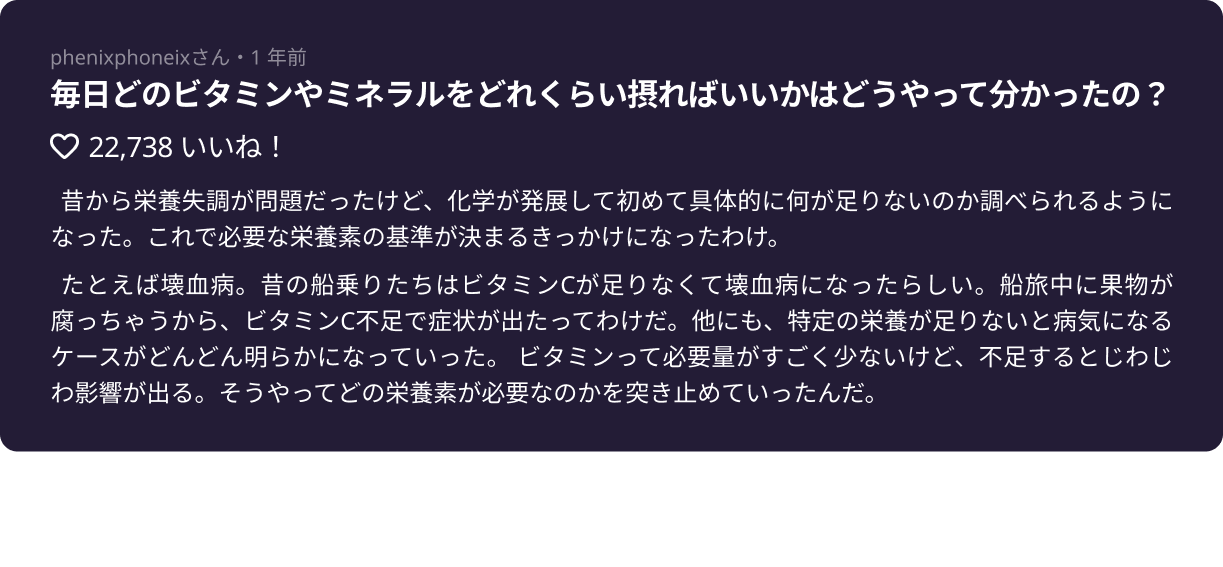 phenixphoneixさん・1 年前
毎日どのビタミンやミネラルをどれくらい摂ればいいかはどうやって分かったの？
22,738 いいね！
昔から栄養失調が問題だったけど、化学が発展して初めて具体的に何が足りないのか調べられるように
なった。これで必要な栄養素の基準が決まるきっかけになったわけ。
たとえば壊血病。昔の船乗りたちはビタミンCが足りなくて壊血病になったらしい。船旅中に果物が
腐っちゃうから、ビタミンC不足で症状が出たってわけだ。他にも、特定の栄養が足りないと病気になる
ケースがどんどん明らかになっていった。 ビタミンって必要量がすごく少ないけど、不足するとじわじ
わ影響が出る。そうやってどの栄養素が必要なのかを突き止めていったんだ。